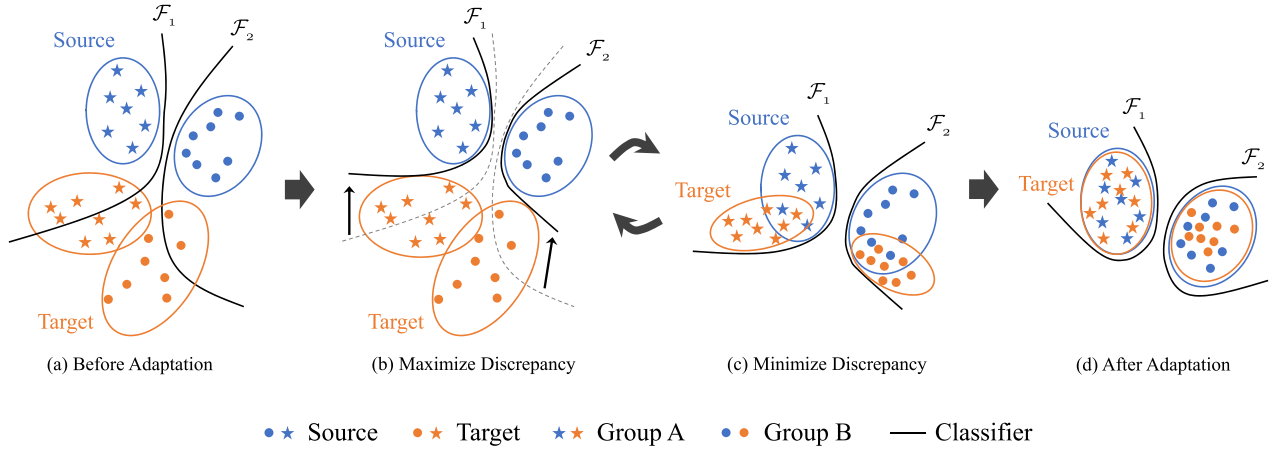 ℱ₁
ℱ₂
Source
Target
(a) Before Adaptation
ℱ₁
ℱ₂
Source
Target
(b) Maximize Discrepancy
ℱ₁
ℱ₂
Source
Target
(c) Minimize Discrepancy
ℱ₁
ℱ₂
Source
Target
(d) After Adaptation
Source Target Group A Group B Classifier